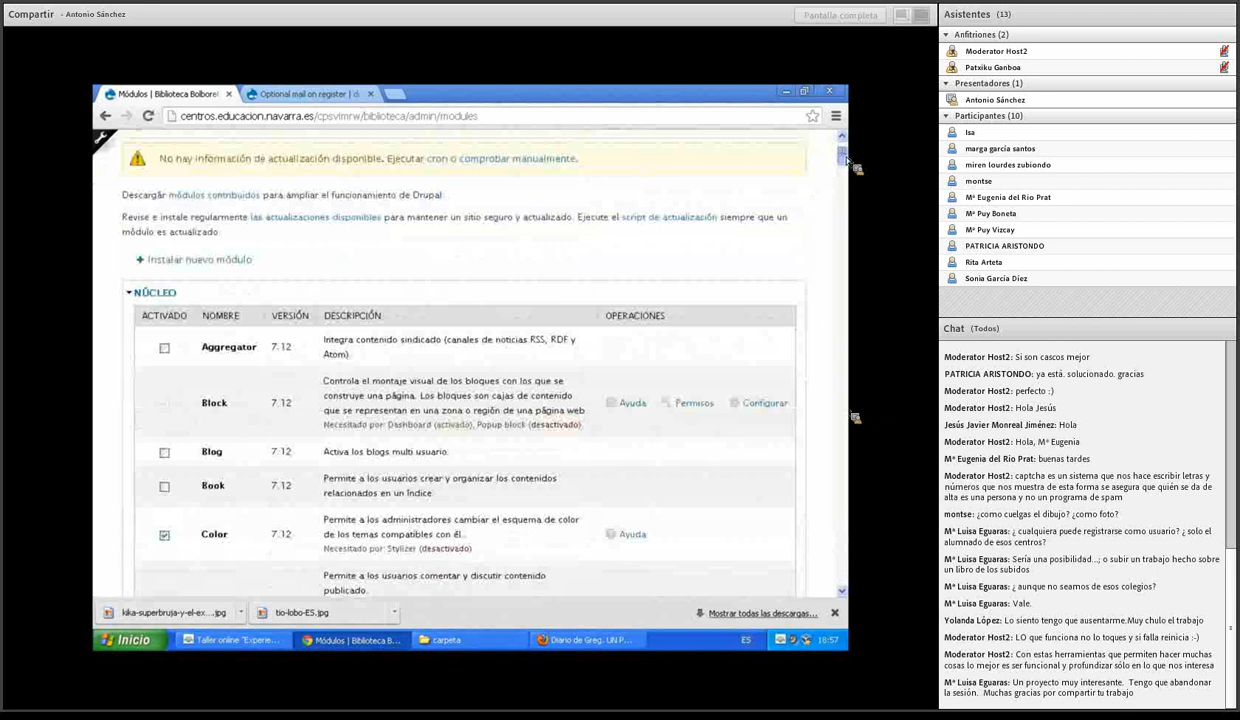 Compartir - Antonio Sánchez
Pantalla completa
Módulos | Biblioteca Bolbore
Optional mail on register | d
centros.educacion.navarra.es/cpsvimrw/biblioteca/admin/modules
No hay información de actualización disponible. Ejecutar cron o comprobar manualmente.
Descargar módulos contribuidos para ampliar el funcionamiento de Drupal
Revise e instale regularmente las actualizaciones disponibles para mantener un sitio seguro y actualizado. Ejecute el script de actualización siempre que un
módulo es actualizado
+ Instalar nuevo módulo
NÚCLEO
ACTIVADO NOMBRE VERSIÓN DESCRIPCIÓN OPERACIONES
Aggregator 7.12 Integra contenido sindicado (canales de noticias RSS, RDF y
Atom)
Controla el montaje visual de los bloques con los que se
construye una página. Los bloques son cajas de contenido
Block 7.12 que se representan en una zona o región de una página web Ayuda Permisos Configurar
Necesitado por: Dashboard (activado), Popup block (desactivado)
Blog 7.12 Activa los blogs multi usuario.
Book 7.12 Permite a los usuarios crear y organizar los contenidos
relacionados en un índice
Permite a los administradores cambiar el esquema de color
Color 7.12 de los temas compatibles con él. Ayuda
Necesitado por: Stylizer (desactivado)
Permite a los usuarios comentar y discutir contenido
publicado.
kika-superbruja-y-el-ex....jpg
tio-lobo-ES.jpg
Mostrar todas las descargas...
Inicio
Taller online "Experie...
Módulos | Biblioteca B...
carpeta
Diario de Greg. UN P...
ES
18:57
Asistentes (13)
Anfitriones (2)
Moderator Host2
Patxiku Ganboa
Presentadores (1)
Antonio Sánchez
Participantes (10)
Isa
marga garcía santos
miren lourdes zubiondo
montse
Mª Eugenia del Rio Prat
Mª Puy Boneta
Mª Puy Vizcay
PATRICIA ARISTONDO
Rita Arteta
Sonia García Díez
Chat (Todos)
Moderator Host2: Si son cascos mejor
PATRICIA ARISTONDO: ya está. solucionado. gracias
Moderator Host2: perfecto :)
Moderator Host2: Hola Jesús
Jesús Javier Monreal Jiménez: Hola
Moderator Host2: Hola, Mª Eugenia
Mª Eugenia del Rio Prat: buenas tardes
Moderator Host2: captcha es un sistema que nos hace escribir letras y
números que nos muestra de esta forma se asegura que quién se da de
alta es una persona y no un programa de spam
montse: ¿como cuelgas el dibujo? ¿como foto?
Mª Luisa Eguaras: ¿ cualquiera puede registrarse como usuario? ¿ solo el
alumnado de esos centros?
Mª Luisa Eguaras: Sería una posibilidad...; o subir un trabajo hecho sobre
un libro de los subidos
Mª Luisa Eguaras: ¿ aunque no seamos de esos colegios?
Mª Luisa Eguaras: Vale.
Yolanda López: Lo siento tengo que ausentarme.Muy chulo el trabajo
Moderator Host2: LO que funciona no lo toques y si falla reinicia :-)
Moderator Host2: Con estas herramientas que permiten hacer muchas
cosas lo mejor es ser funcional y profundizar sólo en lo que nos interesa
Mª Luisa Eguaras: Un proyecto muy interesante. Tengo que abandonar
la sesión. Muchas gracias por compartir tu trabajo